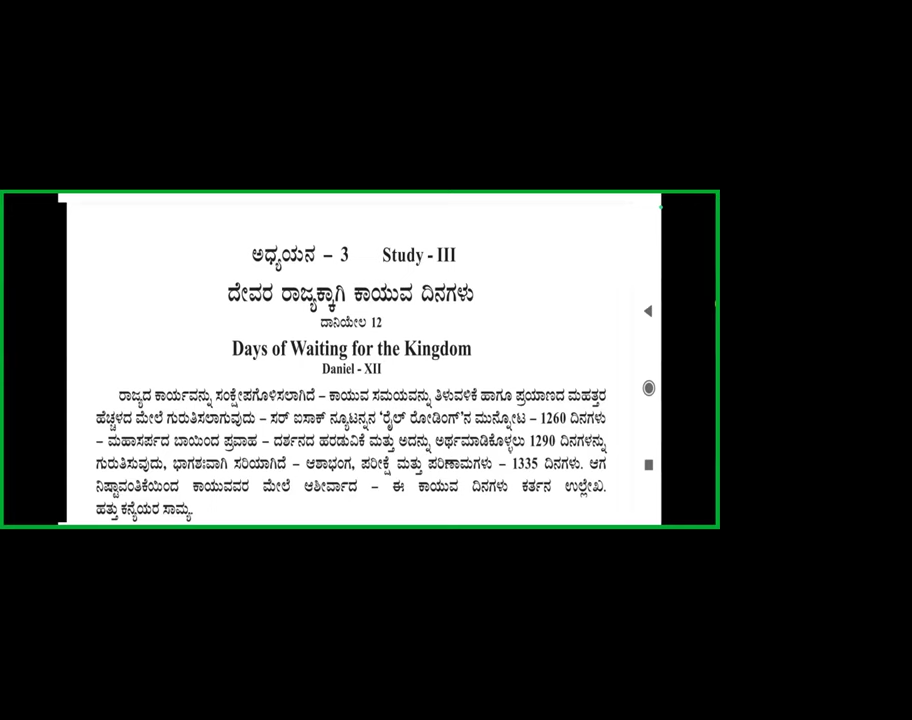 ಅಧ್ಯಯನ – 3 Study - III
ದೇವರ ರಾಜ್ಯಕ್ಕಾಗಿ ಕಾಯುವ ದಿನಗಳು
ದಾನಿಯೇಲ 12
Days of Waiting for the Kingdom
Daniel - XII
ರಾಜ್ಯದ ಕಾರ್ಯವನ್ನು ಸಂಕ್ಷೇಪಗೊಳಿಸಲಾಗಿದೆ – ಕಾಯುವ ಸಮಯವನ್ನು ತಿಳುವಳಿಕೆ ಹಾಗೂ ಪ್ರಯಾಣದ ಮಹತ್ತರ
ಹೆಚ್ಚಳದ ಮೇಲೆ ಗುರುತಿಸಲಾಗುವುದು – ಸರ್ ಐಸಾಕ್ ನ್ಯೂಟನ್ನನ 'ರೈಲ್ ರೋಡಿಂಗ್'ನ ಮುನ್ನೋಟ – 1260 ದಿನಗಳು
– ಮಹಾಸರ್ಪದ ಬಾಯಿಂದ ಪ್ರವಾಹ – ದರ್ಶನದ ಹರಡುವಿಕೆ ಮತ್ತು ಅದನ್ನು ಅರ್ಥಮಾಡಿಕೊಳ್ಳಲು 1290 ದಿನಗಳನ್ನು
ಗುರುತಿಸುವುದು, ಭಾಗಶಃವಾಗಿ ಸರಿಯಾಗಿದೆ – ಆಶಾಭಂಗ, ಪರೀಕ್ಷೆ ಮತ್ತು ಪರಿಣಾಮಗಳು – 1335 ದಿನಗಳು. ಆಗ
ನಿಷ್ಟಾವಂತಿಕೆಯಿಂದ ಕಾಯುವವರ ಮೇಲೆ ಆಶೀರ್ವಾದ – ಈ ಕಾಯುವ ದಿನಗಳು ಕರ್ತನ ಉಲ್ಲೇಖ.
ಹತ್ತು ಕನ್ಯೆಯರ ಸಾಮ್ಯ.